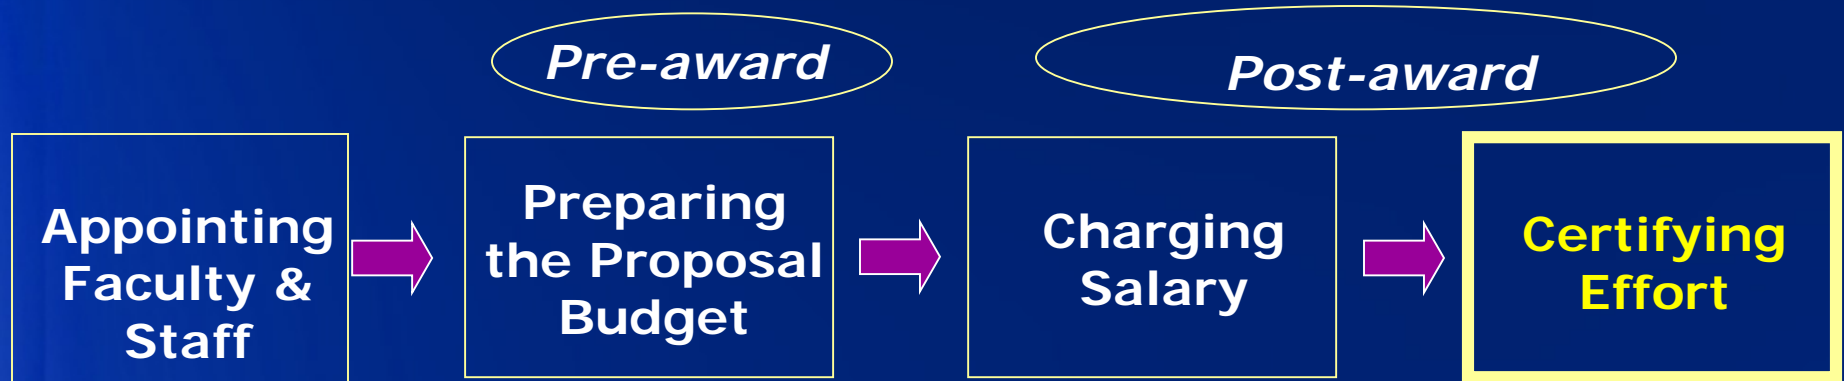 Pre-award
Post-award
Appointing
Faculty &
Staff
Preparing
the Proposal
Budget
Charging
Salary
Certifying
Effort